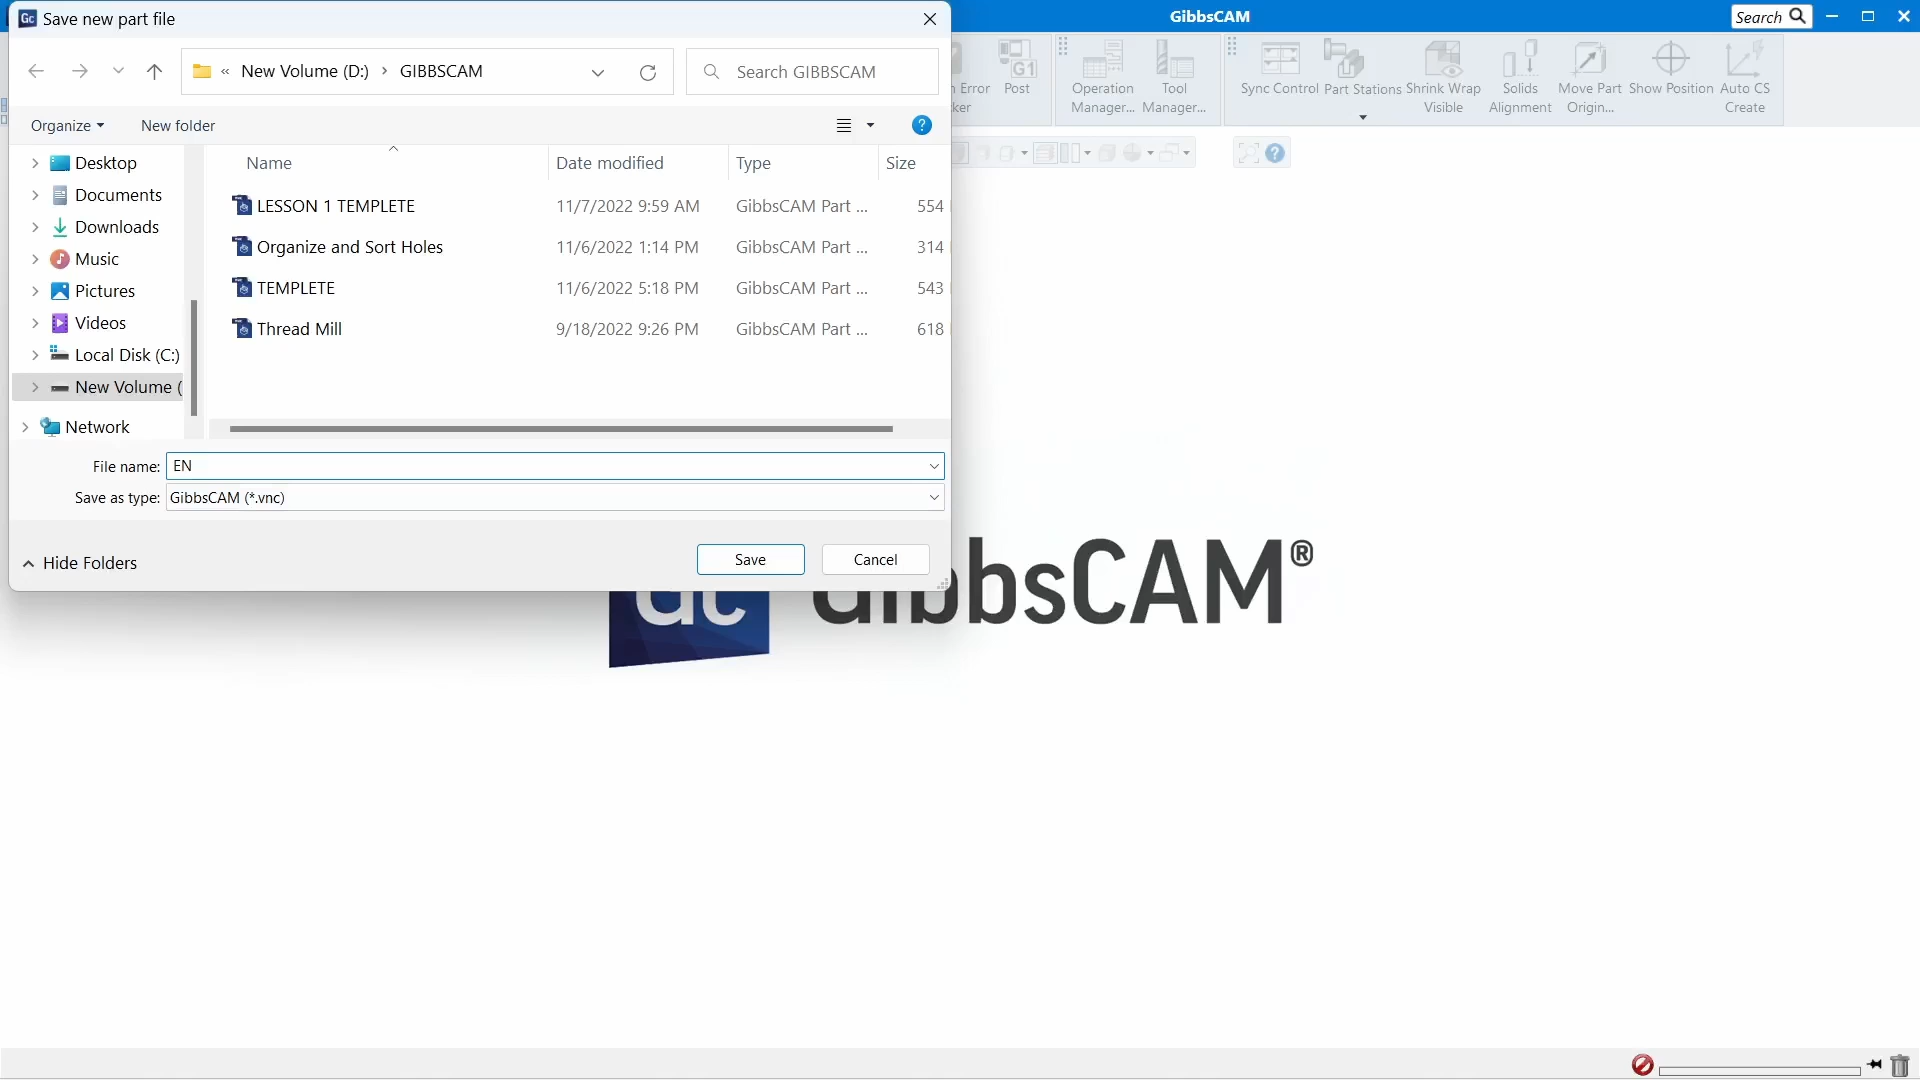 Save new part file
GibbsCAM
Search
« New Volume (D:) > GIBBSCAM
Search GIBBSCAM
Organize
New folder
Error
Post
G1
Operation Manager...
Tool Manager...
Sync Control
Part Stations
Shrink Wrap Visible
Solids Alignment
Move Part Origin...
Show Position
Auto CS Create
Name Date modified Type Size
LESSON 1 TEMPLETE 11/7/2022 9:59 AM GibbsCAM Part ... 554
Organize and Sort Holes 11/6/2022 1:14 PM GibbsCAM Part ... 314
TEMPLETE 11/6/2022 5:18 PM GibbsCAM Part ... 543
Thread Mill 9/18/2022 9:26 PM GibbsCAM Part ... 618
Desktop
Documents
Downloads
Music
Pictures
Videos
Local Disk (C:)
New Volume (
Network
File name: EN
Save as type: GibbsCAM (*.vnc)
Hide Folders
Save
Cancel
Gc GibbsCAM®